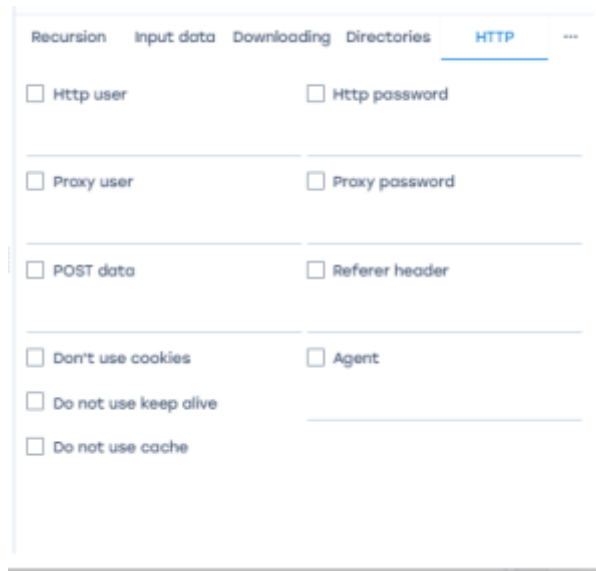 Recursion Input data Downloading Directories HTTP ...
Http user Http password
Proxy user Proxy password
POST data Referer header
Don't use cookies Agent
Do not use keep alive
Do not use cache